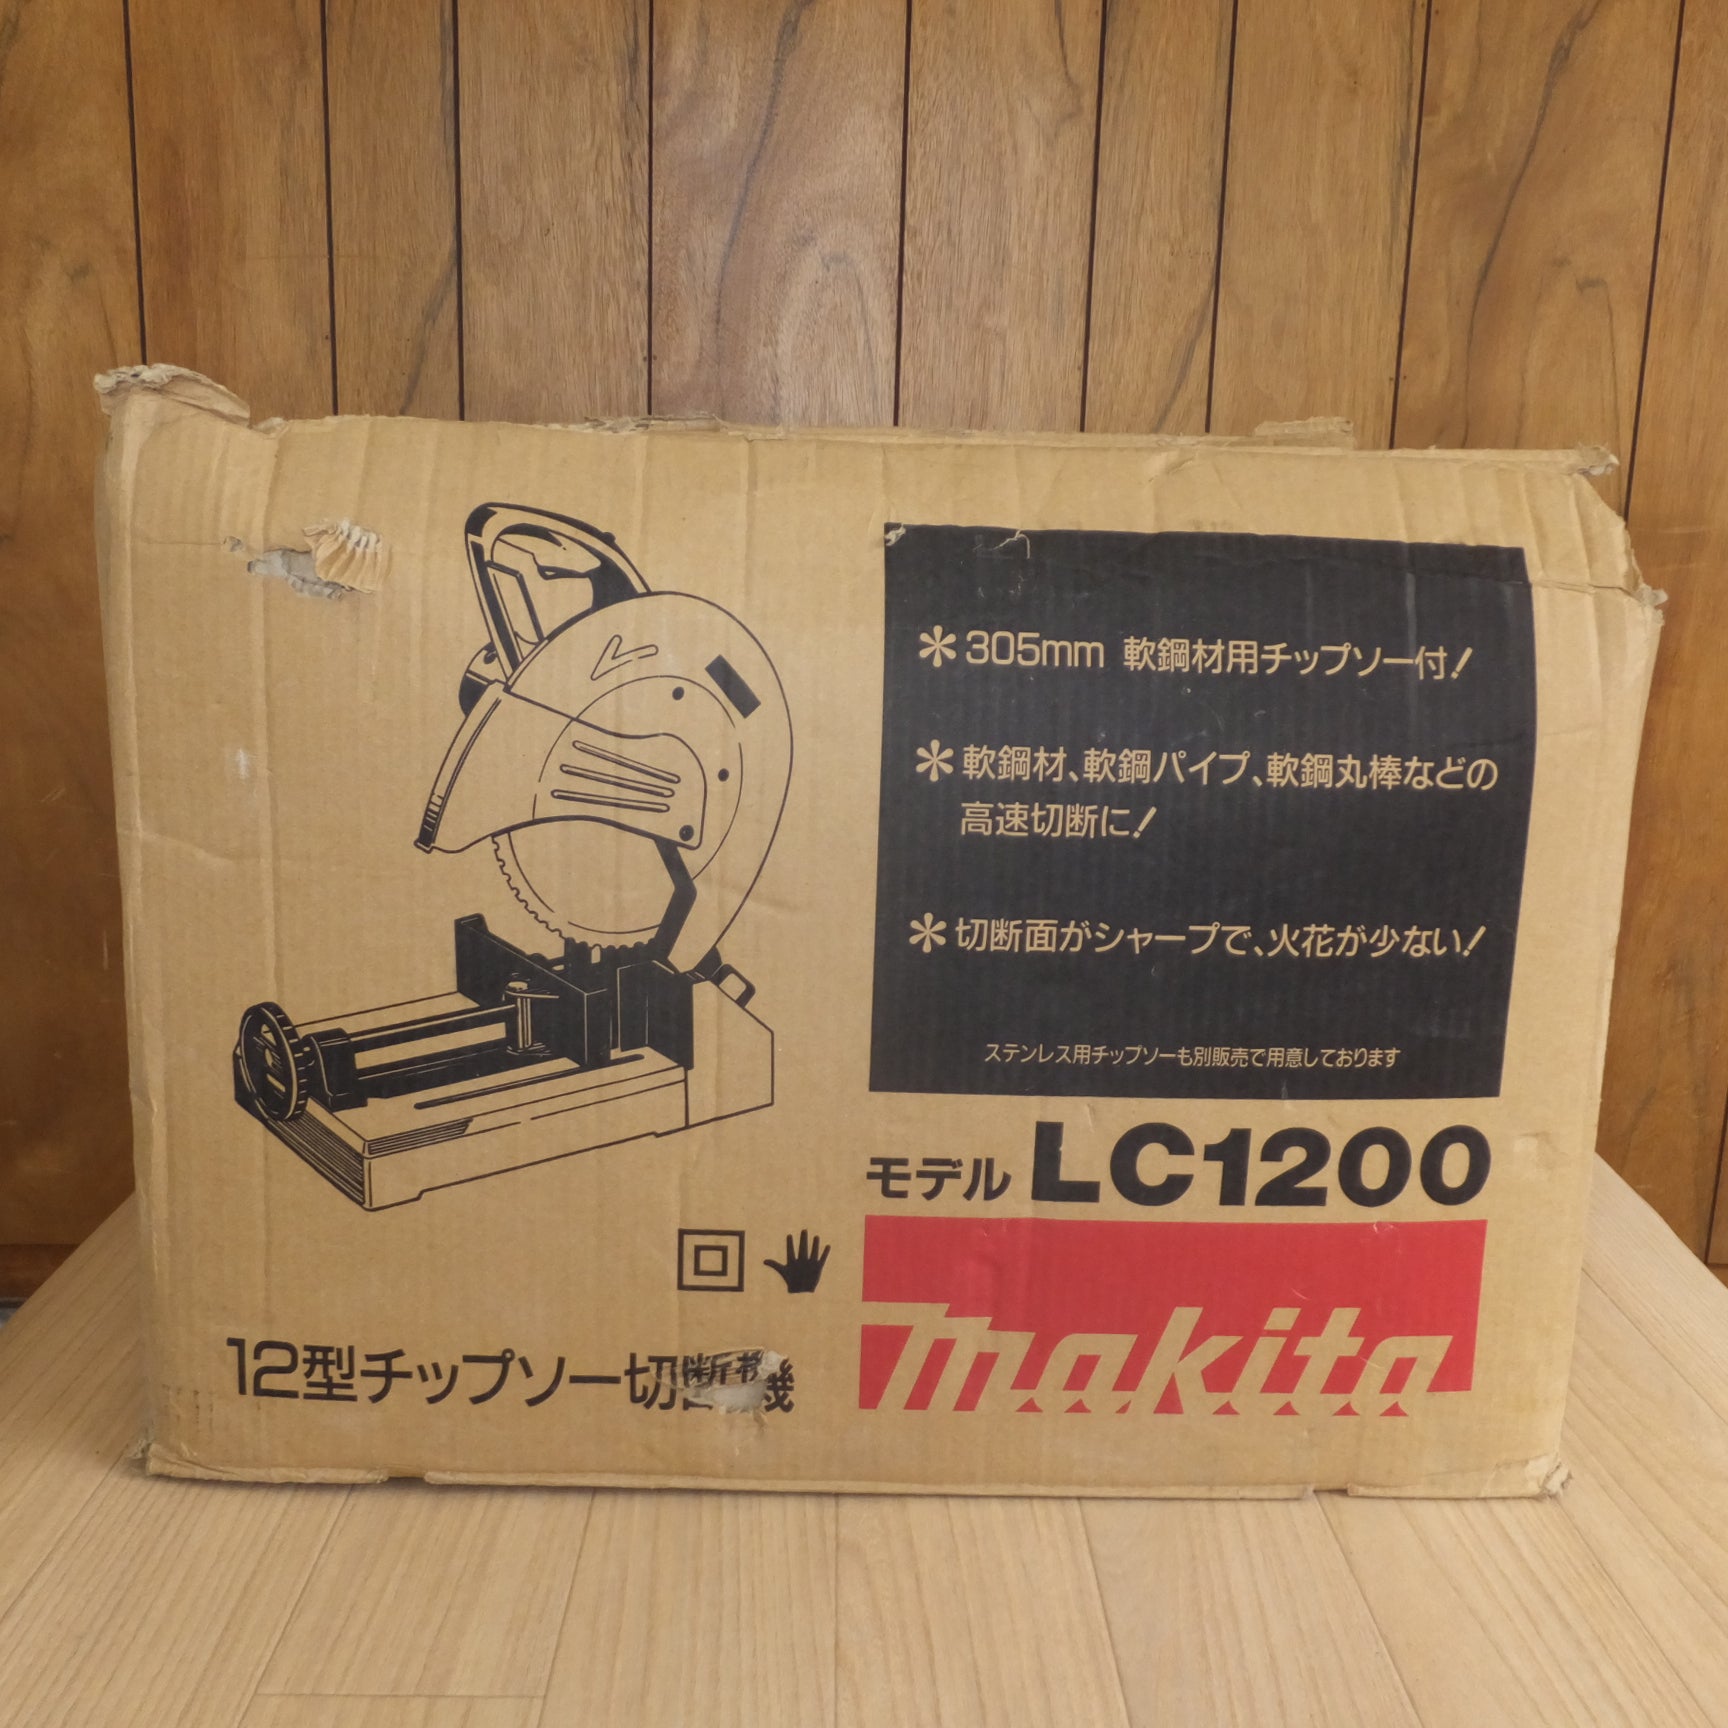 ＊305mm 軟鋼材用チップソー付!
＊軟鋼材、軟鋼パイプ、軟鋼丸棒などの
高速切断に!
＊切断面がシャープで、火花が少ない!
ステンレス用チップソーも別販売で用意しております
モデル LC1200
makita
12型チップソー切断機